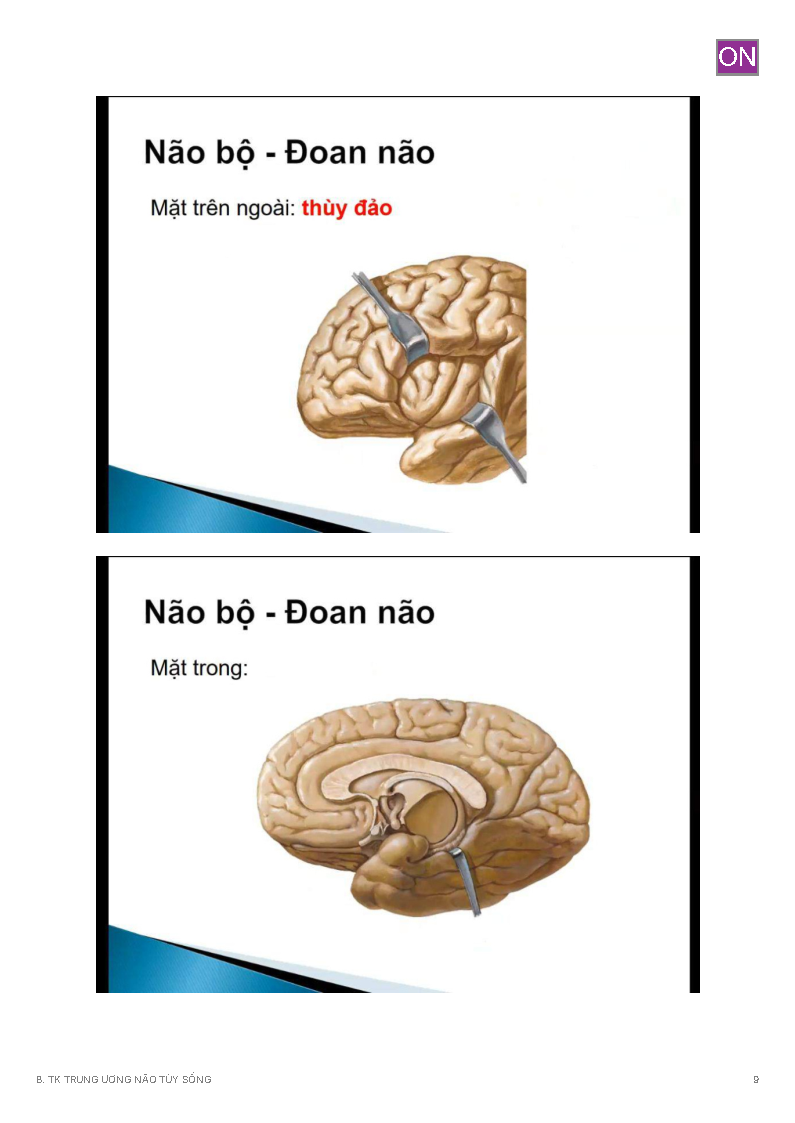 ON
Não bộ - Đoan não
Mặt trên ngoài: thùy đảo
Não bộ - Đoan não
Mặt trong:
B. TK TRUNG ƯƠNG NÃO TỦY SỐNG
9